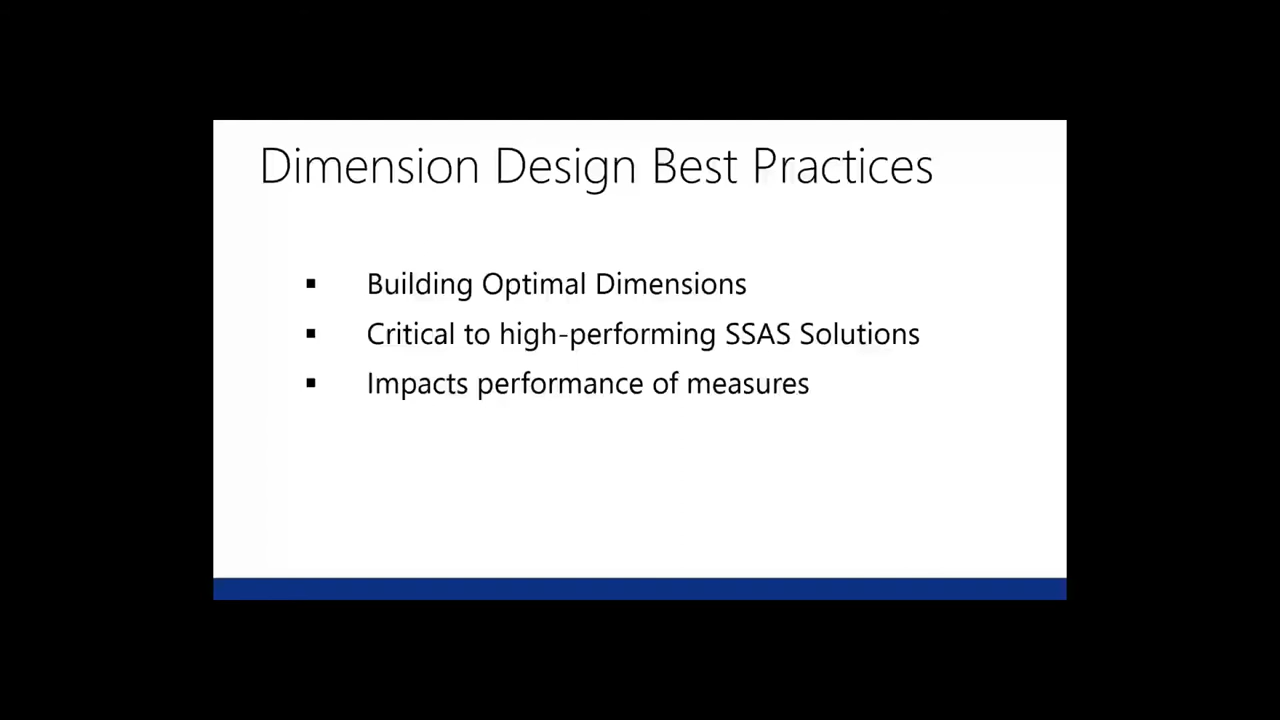 Dimension Design Best Practices
▪ Building Optimal Dimensions
▪ Critical to high-performing SSAS Solutions
▪ Impacts performance of measures